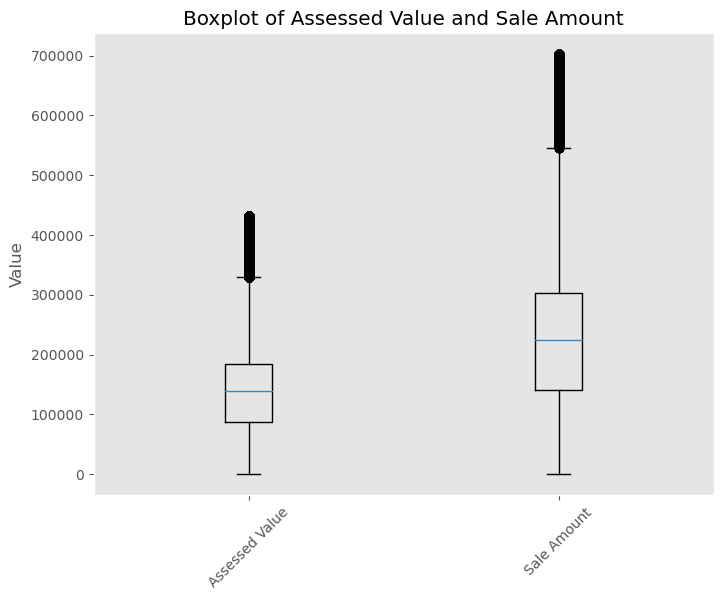 Boxplot of Assessed Value and Sale Amount
700000
600000
500000
400000
300000
200000
100000
0
Value
Assessed Value
Sale Amount